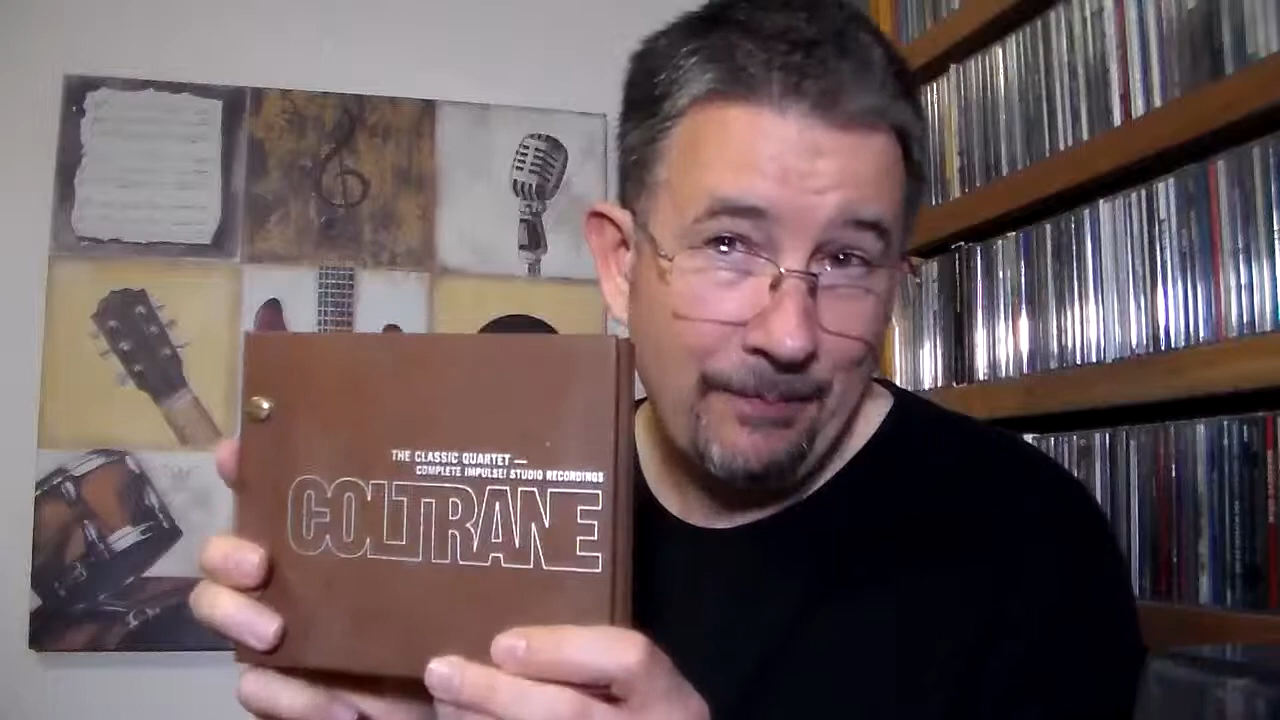 THE CLASSIC QUARTET —
COMPLETE IMPULSE! STUDIO RECORDINGS
COLTRANE